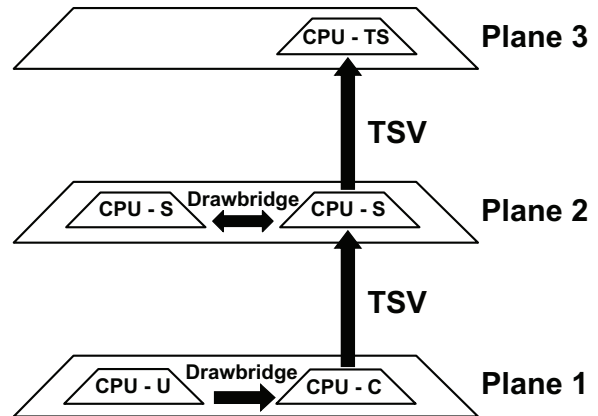 CPU - TS
Plane 3
TSV
CPU - S
Drawbridge
CPU - S
Plane 2
TSV
CPU - U
Drawbridge
CPU - C
Plane 1